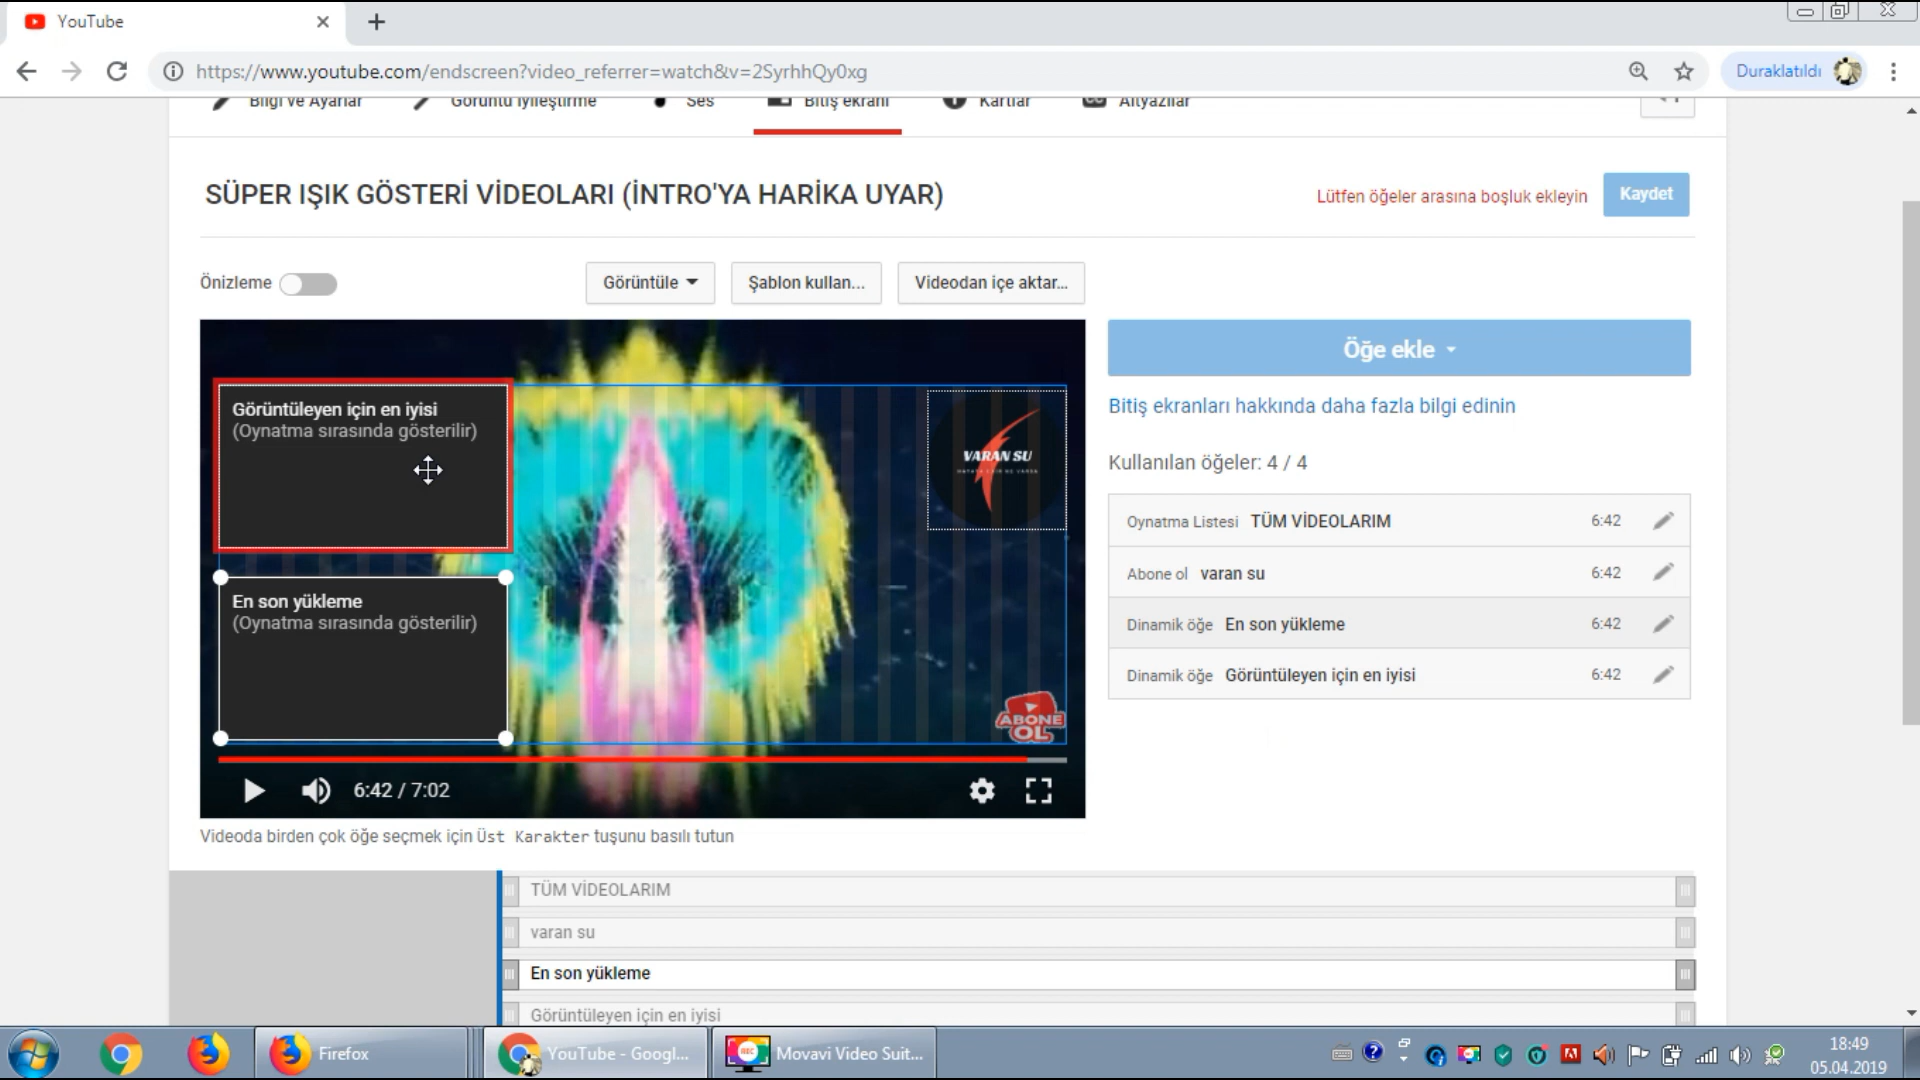 YouTube
https://www.youtube.com/endscreen?video_referrer=watch&v=2SyrhhQy0xg
Duraklatıldı
Bilgi ve Ayarlar
Görüntü İyileştirme
Ses
Bitiş ekranı
Kartlar
Altyazılar
SÜPER IŞIK GÖSTERİ VİDEOLARI (İNTRO'YA HARİKA UYAR)
Lütfen öğeler arasına boşluk ekleyin
Kaydet
Önizleme
Görüntüle
Şablon kullan...
Videodan içe aktar...
Öğe ekle
Bitiş ekranları hakkında daha fazla bilgi edinin
Kullanılan öğeler: 4 / 4
Görüntüleyen için en iyisi
(Oynatma sırasında gösterilir)
VARAN SU
En son yükleme
(Oynatma sırasında gösterilir)
ABONE
OL
6:42 / 7:02
Oynatma Listesi TÜM VİDEOLARIM 6:42
Abone ol varan su 6:42
Dinamik öğe En son yükleme 6:42
Dinamik öğe Görüntüleyen için en iyisi 6:42
Videoda birden çok öğe seçmek için Üst Karakter tuşunu basılı tutun
TÜM VİDEOLARIM
varan su
En son yükleme
Görüntüleyen için en iyisi
Firefox
YouTube - Googl...
REC
Movavi Video Suit...
18:49
05.04.2019